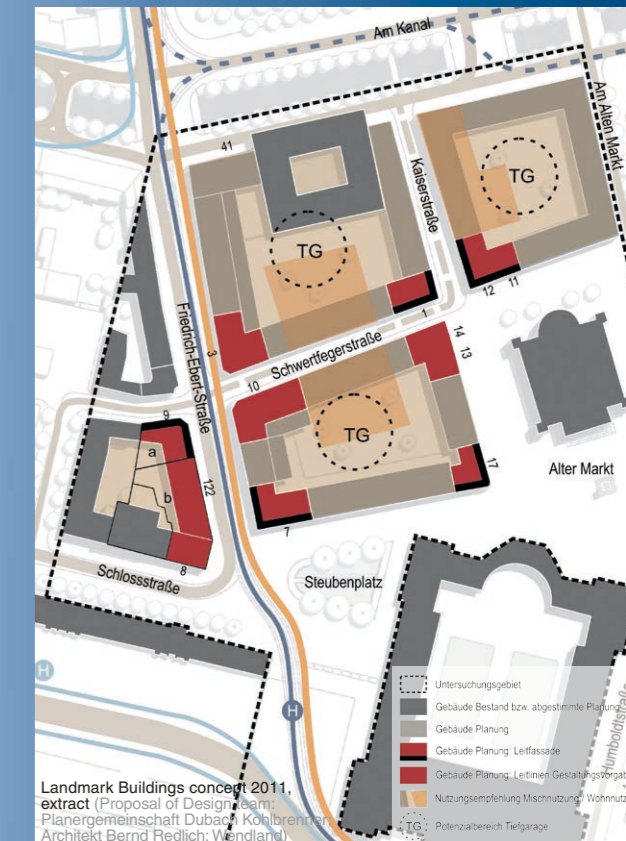 Am Kanal
Am Alten Markt
41
Kaiserstraße
TG
TG
12
11
Friedrich-Ebert-Straße
3
1
Schwertfegerstraße
14
13
10
9
TG
a
b
122
17
Alter Markt
7
8
Schlossstraße
Steubenplatz
H
H
Humboldtstraße
Untersuchungsgebiet
Gebäude Bestand bzw. abgestimmte Planung
Gebäude Planung
Gebäude Planung: Leitfassade
Gebäude Planung: Leitlinien Gestaltungsvorgab
Nutzungsempfehlung Mischnutzung / Wohnnutz
TG Potenzialbereich Tiefgarage
Landmark Buildings concept 2011,
extract (Proposal of Design team:
Planergemeinschaft Dubach Kohlbrenner;
Architekt Bernd Redlich; Wendland)